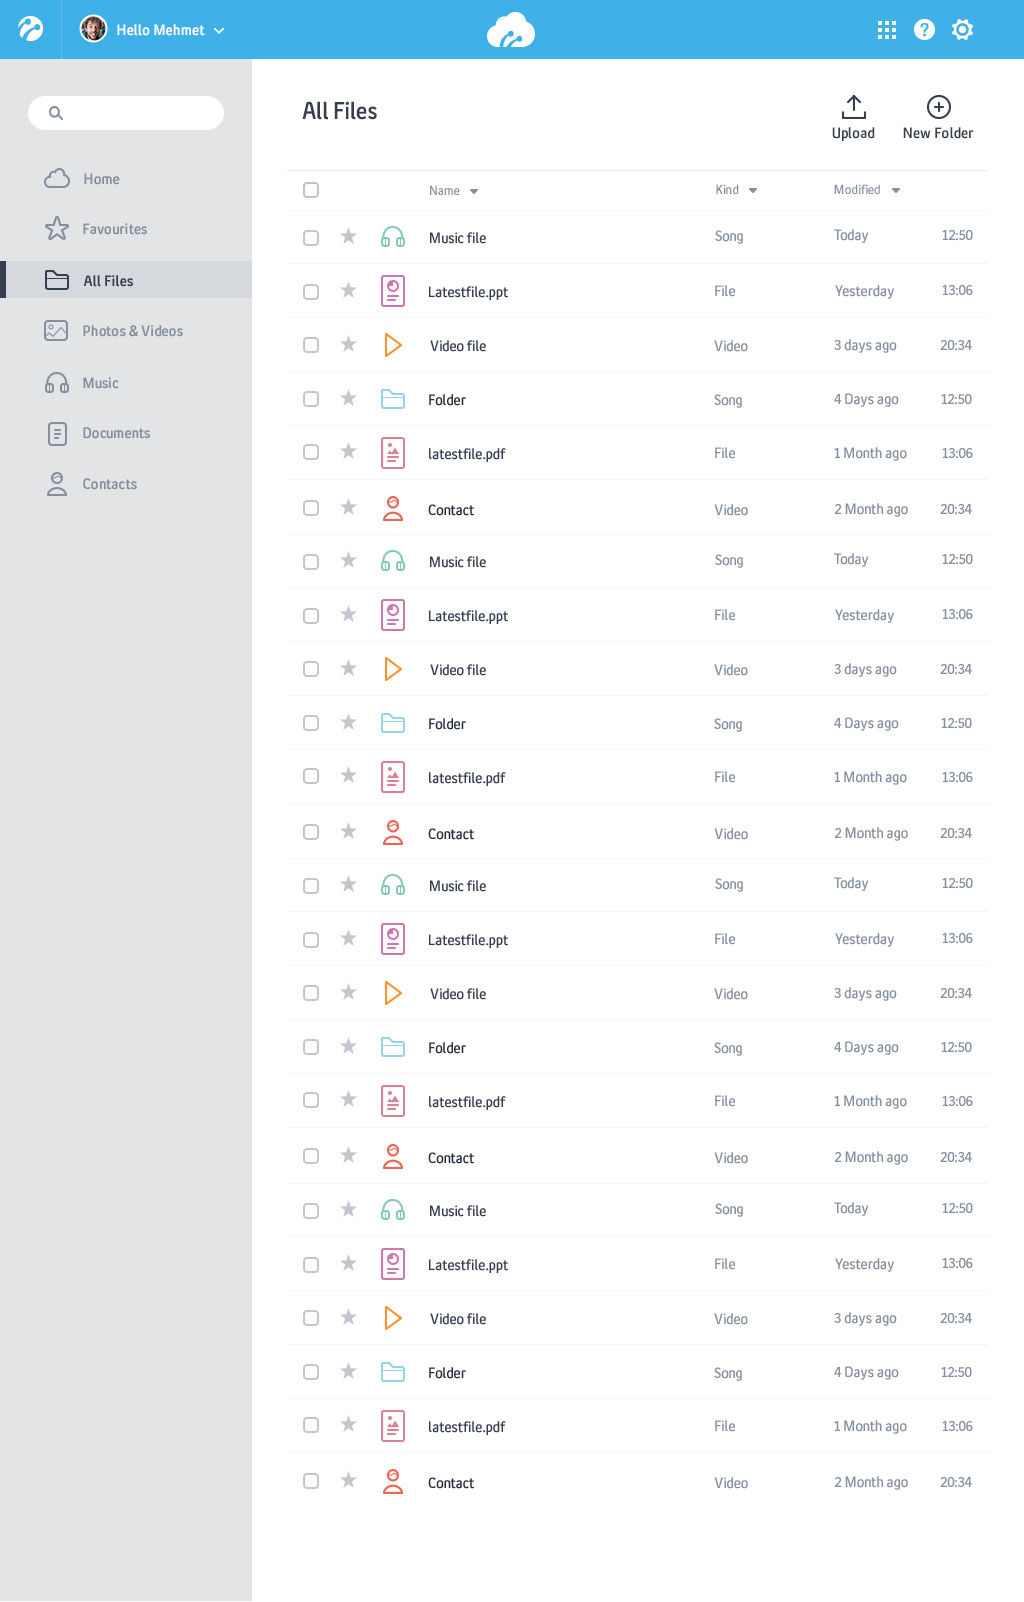 Hello Mehmet
All Files
Upload
New Folder
Home
Favourites
All Files
Photos & Videos
Music
Documents
Contacts
Name Kind Modified
Music file Song Today 12:50
Latestfile.ppt File Yesterday 13:06
Video file Video 3 days ago 20:34
Folder Song 4 Days ago 12:50
latestfile.pdf File 1 Month ago 13:06
Contact Video 2 Month ago 20:34
Music file Song Today 12:50
Latestfile.ppt File Yesterday 13:06
Video file Video 3 days ago 20:34
Folder Song 4 Days ago 12:50
latestfile.pdf File 1 Month ago 13:06
Contact Video 2 Month ago 20:34
Music file Song Today 12:50
Latestfile.ppt File Yesterday 13:06
Video file Video 3 days ago 20:34
Folder Song 4 Days ago 12:50
latestfile.pdf File 1 Month ago 13:06
Contact Video 2 Month ago 20:34
Music file Song Today 12:50
Latestfile.ppt File Yesterday 13:06
Video file Video 3 days ago 20:34
Folder Song 4 Days ago 12:50
latestfile.pdf File 1 Month ago 13:06
Contact Video 2 Month ago 20:34